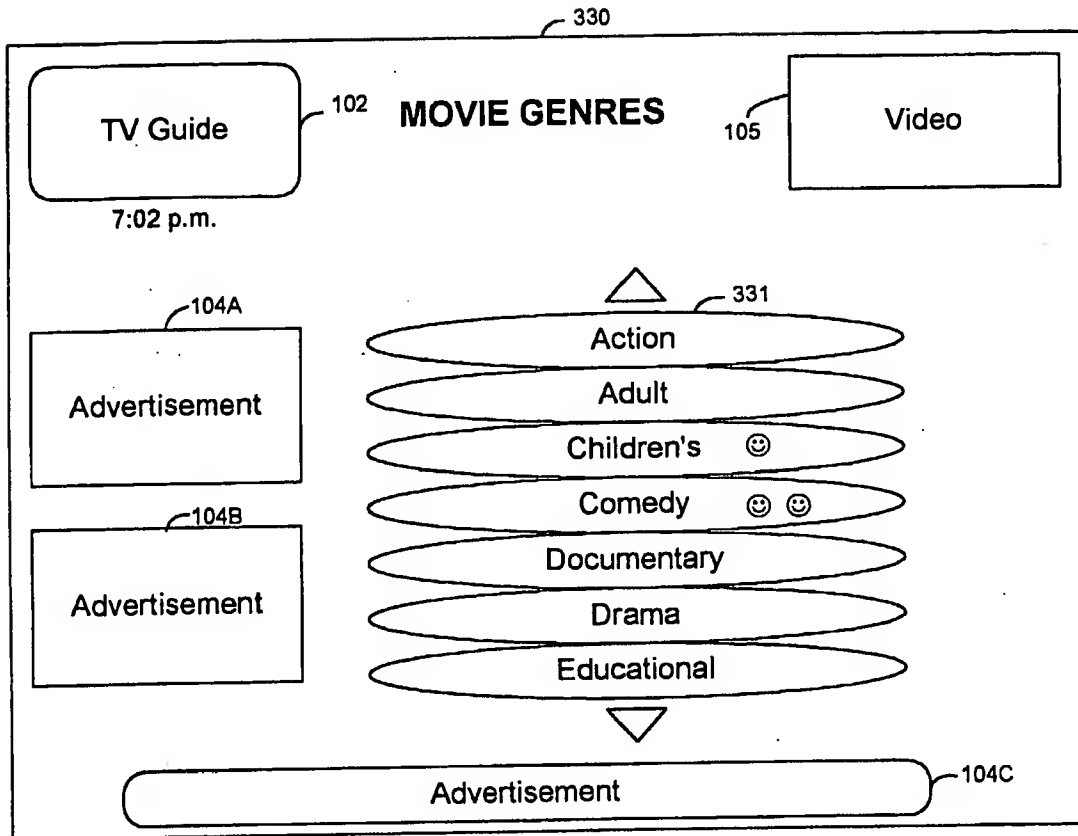 330
TV Guide
102
MOVIE GENRES
105
Video
7:02 p.m.
104A
Advertisement
104B
Advertisement
331
Action
Adult
Children's
Comedy
Documentary
Drama
Educational
Advertisement
104C